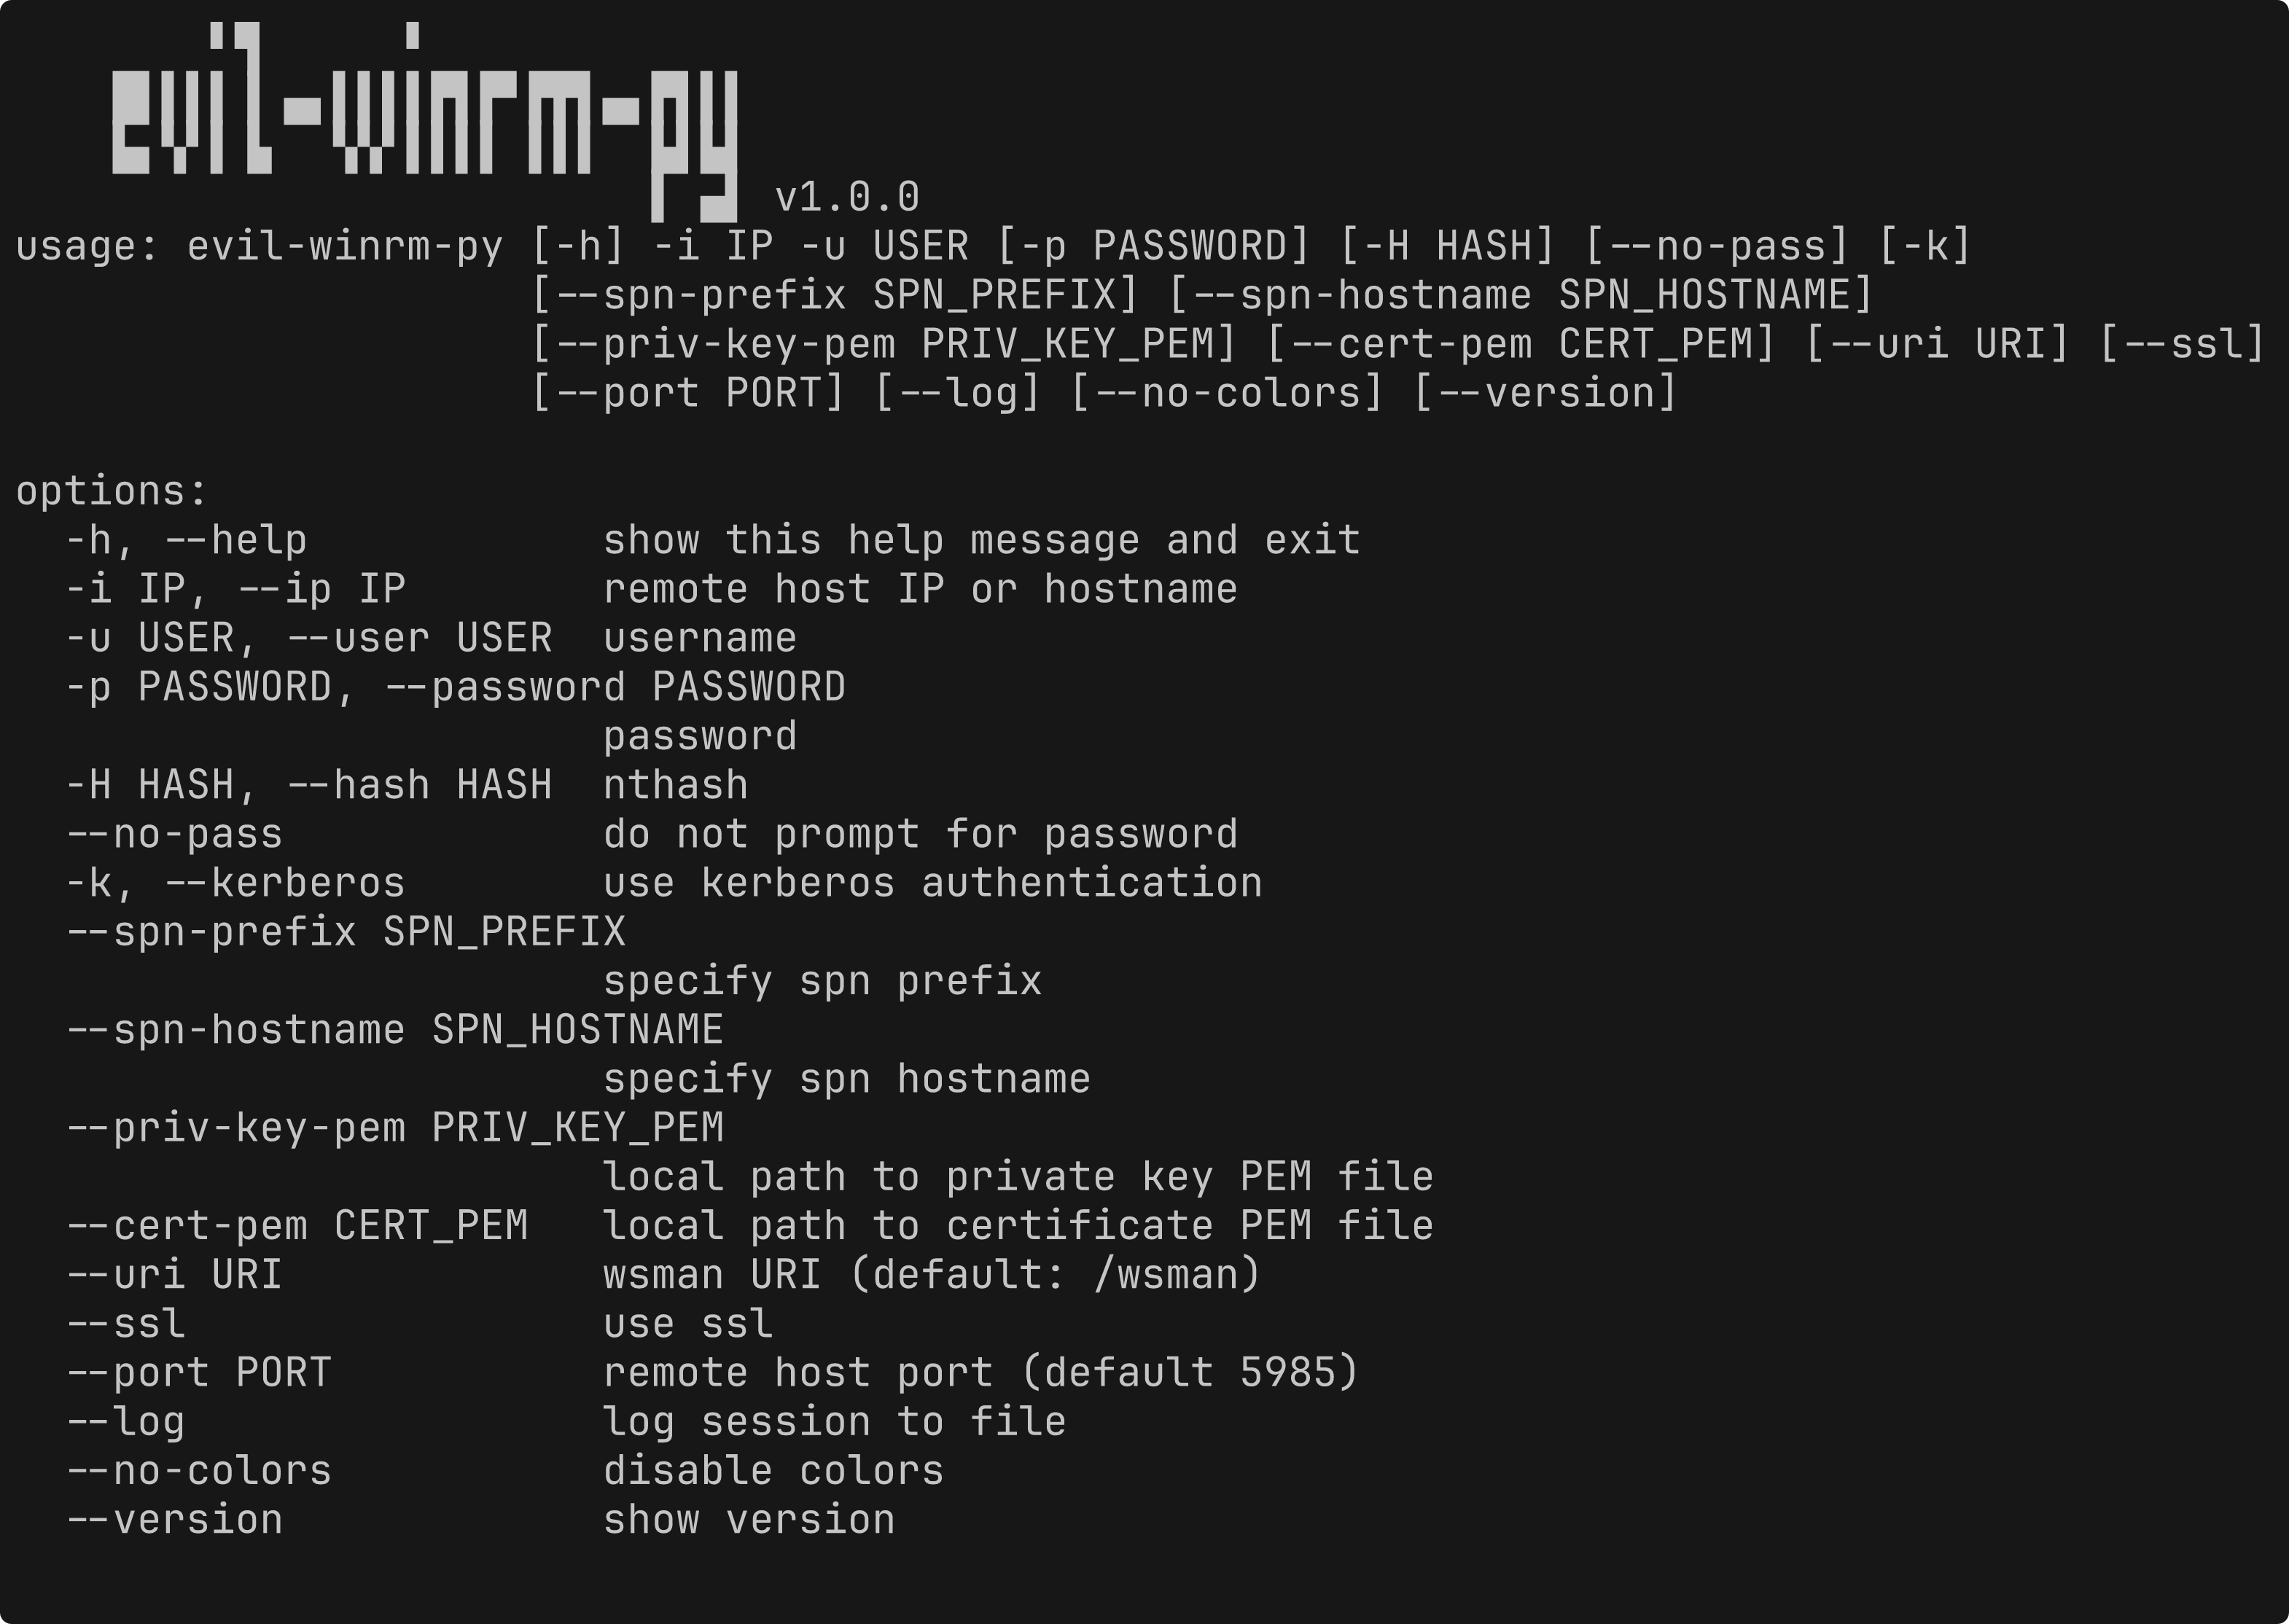 evil-winrm-py v1.0.0
usage: evil-winrm-py [-h] -i IP -u USER [-p PASSWORD] [-H HASH] [--no-pass] [-k]
                     [--spn-prefix SPN_PREFIX] [--spn-hostname SPN_HOSTNAME]
                     [--priv-key-pem PRIV_KEY_PEM] [--cert-pem CERT_PEM] [--uri URI] [--ssl]
                     [--port PORT] [--log] [--no-colors] [--version]

options:
  -h, --help            show this help message and exit
  -i IP, --ip IP        remote host IP or hostname
  -u USER, --user USER  username
  -p PASSWORD, --password PASSWORD
                        password
  -H HASH, --hash HASH  nthash
  --no-pass             do not prompt for password
  -k, --kerberos        use kerberos authentication
  --spn-prefix SPN_PREFIX
                        specify spn prefix
  --spn-hostname SPN_HOSTNAME
                        specify spn hostname
  --priv-key-pem PRIV_KEY_PEM
                        local path to private key PEM file
  --cert-pem CERT_PEM   local path to certificate PEM file
  --uri URI             wsman URI (default: /wsman)
  --ssl                 use ssl
  --port PORT           remote host port (default 5985)
  --log                 log session to file
  --no-colors           disable colors
  --version             show version